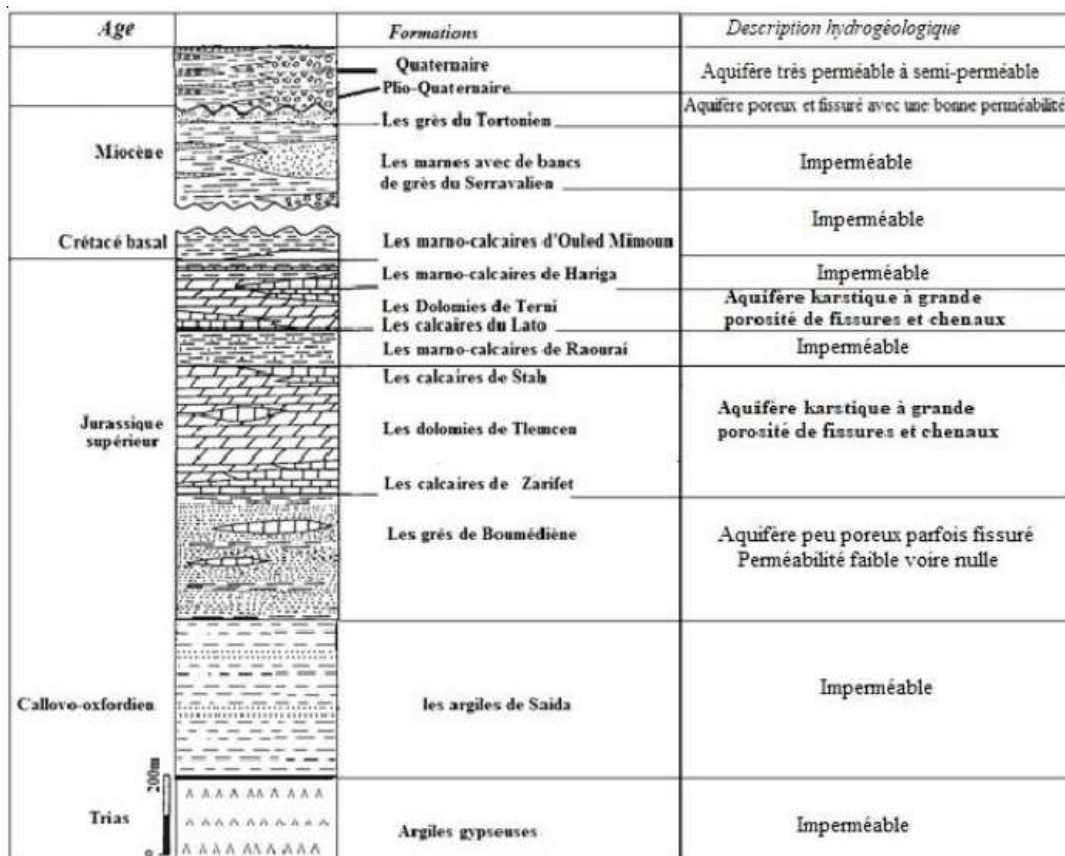 Age
Formations
Description hydrogéologique
Quaternaire
Aquifère très perméable à semi-perméable
Plio-Quaternaire
Aquifère poreux et fissuré avec une bonne perméabilité
Les grès du Tortonien
Miocène
Les marnes avec de bancs
de grès du Serravalien
Imperméable
Imperméable
Crétacé basal
Les marno-calcaires d'Ouled Mimoun
Les marno-calcaires de Hariga
Imperméable
Les Dolomies de Terni
Les calcaires du Lato
Aquifère karstique à grande
porosité de fissures et chenaux
Les marno-calcaires de Raouraï
Imperméable
Jurassique
supérieur
Les calcaires de Stah
Les dolomies de Tlemcen
Les calcaires de Zarifet
Aquifère karstique à grande
porosité de fissures et chenaux
Les grés de Boumédiène
Aquifère peu poreux parfois fissuré
Perméabilité faible voire nulle
Callovo-oxfordien
les argiles de Saida
Imperméable
200m
0
Trias
Argiles gypseuses
Imperméable